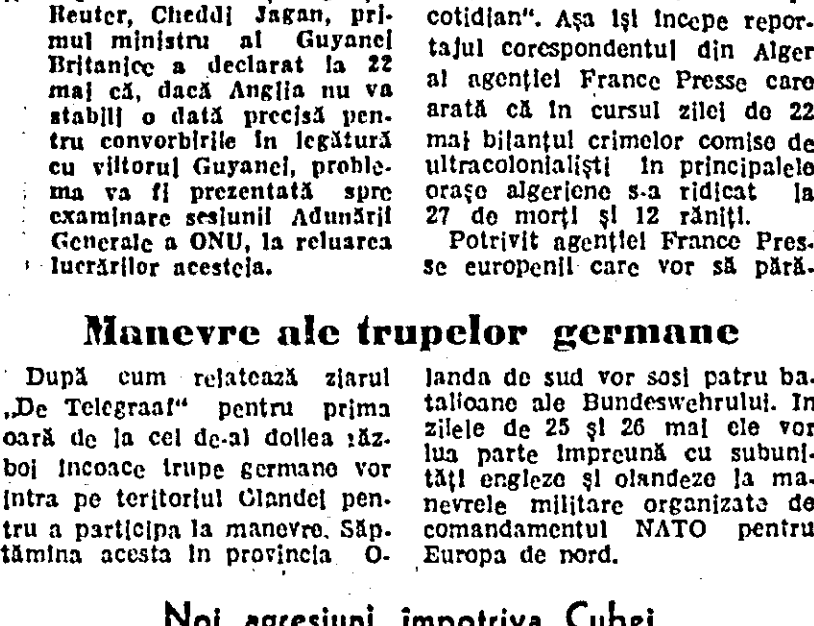 Reuter, Cheddi Jagan, pri-
mul ministru al Guyanei
Britanice a declarat la 22
mai că, dacă Anglia nu va
stabili o dată precisă pen-
tru convorbirile în legătură
cu viitorul Guyanei, proble-
ma va fi prezentată spre
examinare sesiunii Adunării
Generale a ONU, la reluarea
lucrărilor acesteia.
cotidian“. Așa își începe repor-
tajul corespondentul din Alger
al agenției France Presse care
arată că în cursul zilei de 22
mai bilanțul crimelor comise de
ultracolonialiști în principalele
orașe algeriene s-a ridicat la
27 de morți și 12 răniți.
Potrivit agenției France Pres-
se europenii care vor să pără-
Manevre ale trupelor germane
După cum relatează ziarul
„De Telegraaf“ pentru prima
oară de la cel de-al doilea răz-
boi încoace trupe germane vor
intra pe teritoriul Olandei pen-
tru a participa la manevre. Săp-
tămîna acesta în provincia O-
landa de sud vor sosi patru ba-
talioane ale Bundeswehrului. In
zilele de 25 și 26 mai ele vor
lua parte împreună cu subuni-
tăți engleze și olandeze la ma-
nevrele militare organizate de
comandamentul NATO pentru
Europa de nord.
Noi agresiuni împotriva Cubei